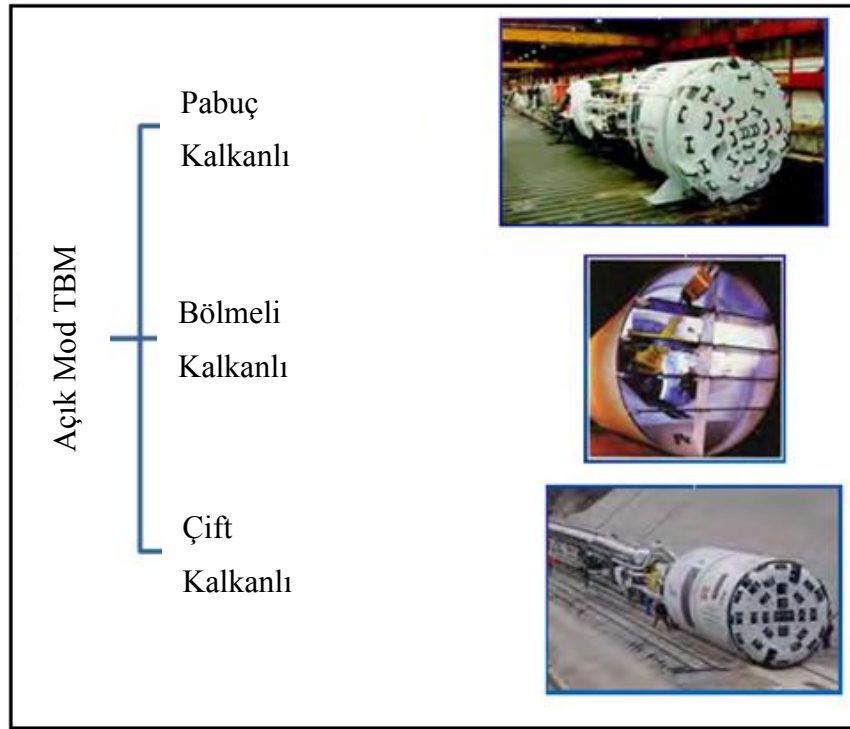 Pabuç
Kalkanlı
Açık Mod TBM
Bölmeli
Kalkanlı
Çift
Kalkanlı